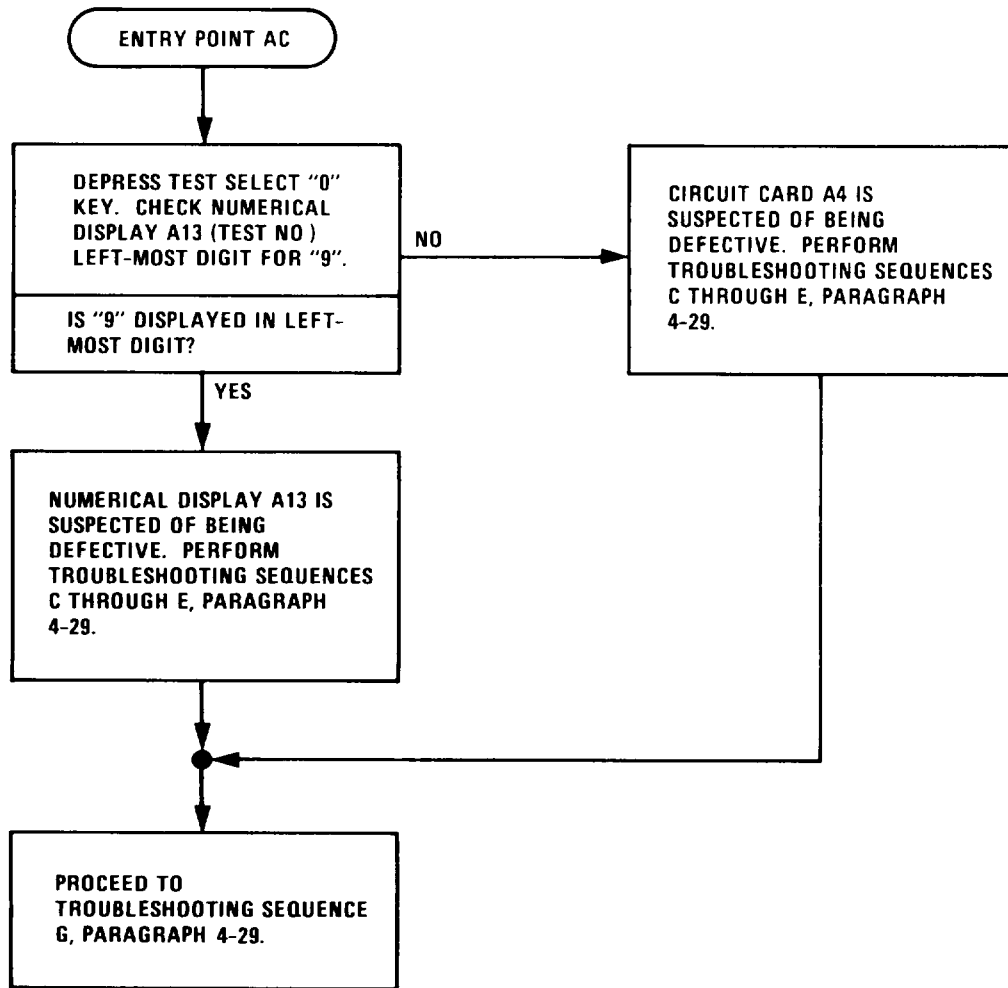 ENTRY POINT AC
DEPRESS TEST SELECT "0"
KEY. CHECK NUMERICAL
DISPLAY A13 (TEST NO)
LEFT-MOST DIGIT FOR "9".
IS "9" DISPLAYED IN LEFT-
MOST DIGIT?
NO
CIRCUIT CARD A4 IS
SUSPECTED OF BEING
DEFECTIVE. PERFORM
TROUBLESHOOTING SEQUENCES
C THROUGH E, PARAGRAPH
4-29.
YES
NUMERICAL DISPLAY A13 IS
SUSPECTED OF BEING
DEFECTIVE. PERFORM
TROUBLESHOOTING SEQUENCES
C THROUGH E, PARAGRAPH
4-29.
PROCEED TO
TROUBLESHOOTING SEQUENCE
G, PARAGRAPH 4-29.